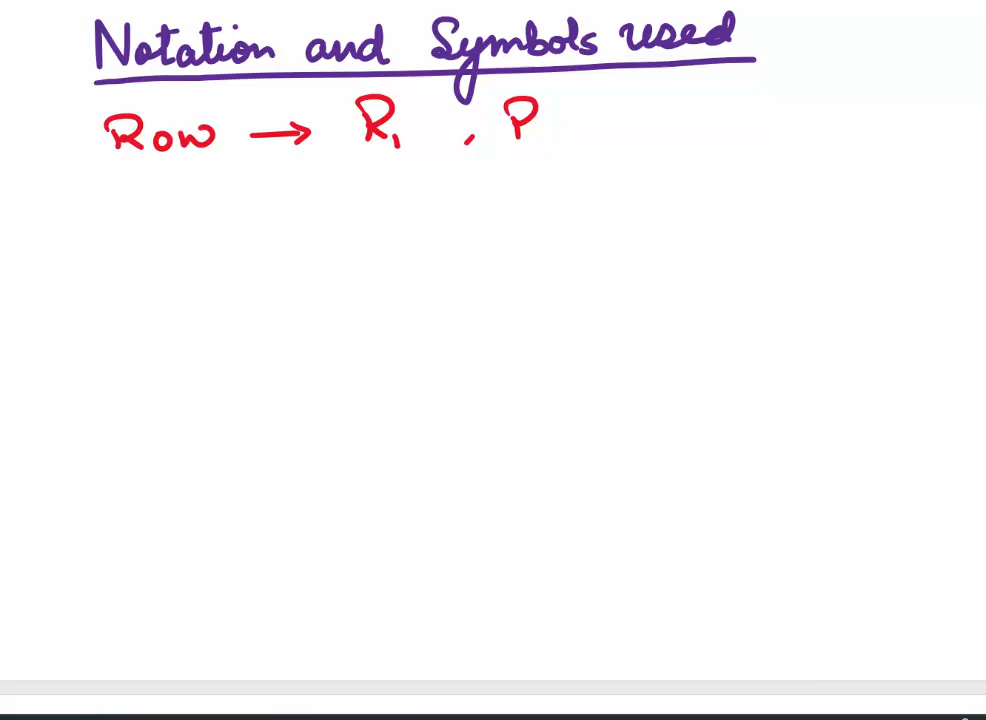 Notation and Symbols used
Row → R₁ , P